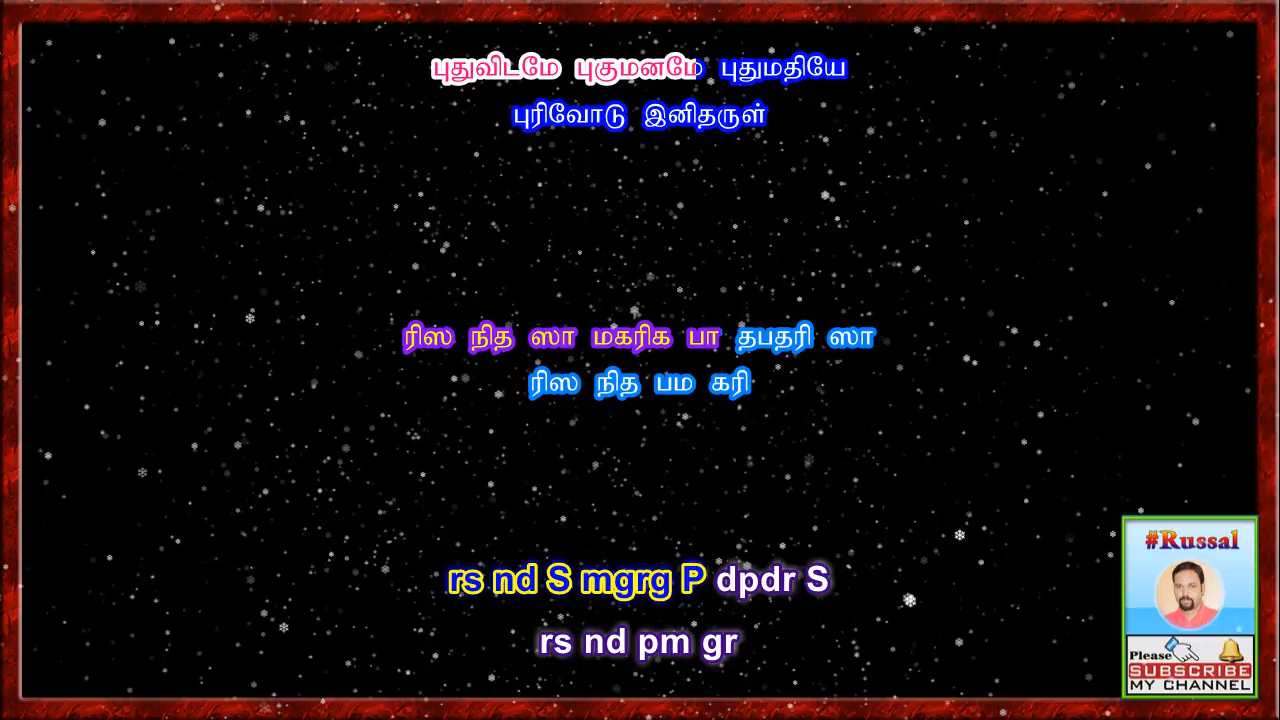 புதுவிடமே புகுமனமே புதுமதியே
புரிவோடு இனிதருள்
ரிஸ நித ஸா மகரிக பா தபதரி ஸா
ரிஸ நித பம கரி
rs nd S mgrg P dpdr S
rs nd pm gr
#Russal
Please
SUBSCRIBE
MY CHANNEL